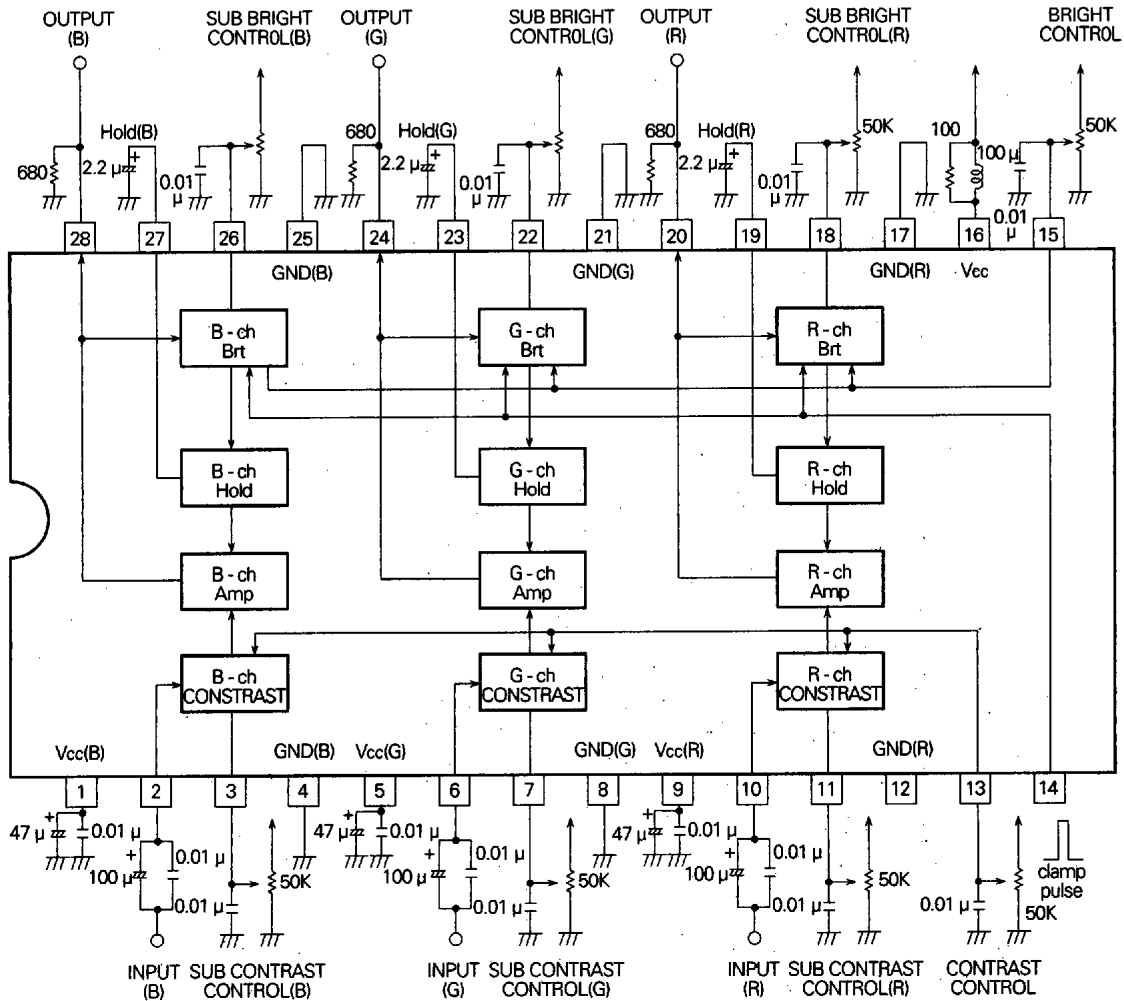 OUTPUT
(B)
SUB BRIGHT
CONTROL(B)
OUTPUT
(G)
SUB BRIGHT
CONTROL(G)
OUTPUT
(R)
SUB BRIGHT
CONTROL(R)
BRIGHT
CONTROL
680
Hold(B)
2.2 μ
+
0.01
μ
680
Hold(G)
2.2 μ
+
0.01
μ
680
Hold(R)
2.2 μ
+
0.01
μ
50K
100
100 μ
0.01
μ
50K
28
27
26
25
24
23
22
21
20
19
18
17
16
15
GND(B)
GND(G)
GND(R)
Vcc
B - ch
Brt
G - ch
Brt
R - ch
Brt
B - ch
Hold
G - ch
Hold
R - ch
Hold
B - ch
Amp
G - ch
Amp
R - ch
Amp
B - ch
CONSTRAST
G - ch
CONSTRAST
R - ch
CONSTRAST
Vcc(B)
GND(B)
Vcc(G)
GND(G)
Vcc(R)
GND(R)
1
2
3
4
5
6
7
8
9
10
11
12
13
14
+
47 μ
0.01 μ
+
100 μ
0.01 μ
0.01 μ
50K
+
47 μ
0.01 μ
+
100 μ
0.01 μ
0.01 μ
50K
+
47 μ
0.01 μ
+
100 μ
0.01 μ
0.01 μ
50K
0.01 μ
50K
clamp
pulse
INPUT
(B)
SUB CONTRAST
CONTROL(B)
INPUT
(G)
SUB CONTRAST
CONTROL(G)
INPUT
(R)
SUB CONTRAST
CONTROL(R)
CONTRAST
CONTROL